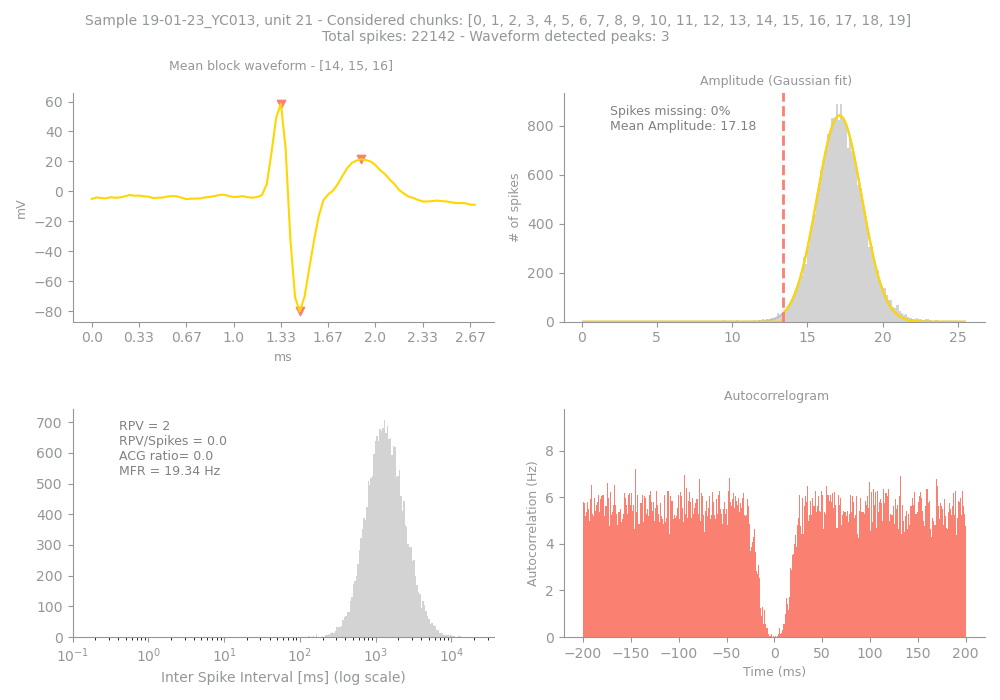 Sample 19-01-23_YC013, unit 21 - Considered chunks: [0, 1, 2, 3, 4, 5, 6, 7, 8, 9, 10, 11, 12, 13, 14, 15, 16, 17, 18, 19]
Total spikes: 22142 - Waveform detected peaks: 3
Mean block waveform - [14, 15, 16]
60
40
20
0
−20
−40
−60
−80
mV
0.0 0.33 0.67 1.0 1.33 1.67 2.0 2.33 2.67
ms
Amplitude (Gaussian fit)
Spikes missing: 0%
Mean Amplitude: 17.18
800
600
400
200
0
# of spikes
0 5 10 15 20 25
RPV = 2
RPV/Spikes = 0.0
ACG ratio= 0.0
MFR = 19.34 Hz
700
600
500
400
300
200
100
0
10⁻¹ 10⁰ 10¹ 10² 10³ 10⁴
Inter Spike Interval [ms] (log scale)
Autocorrelogram
8
6
4
2
0
Autocorrelation (Hz)
−200 −150 −100 −50 0 50 100 150 200
Time (ms)